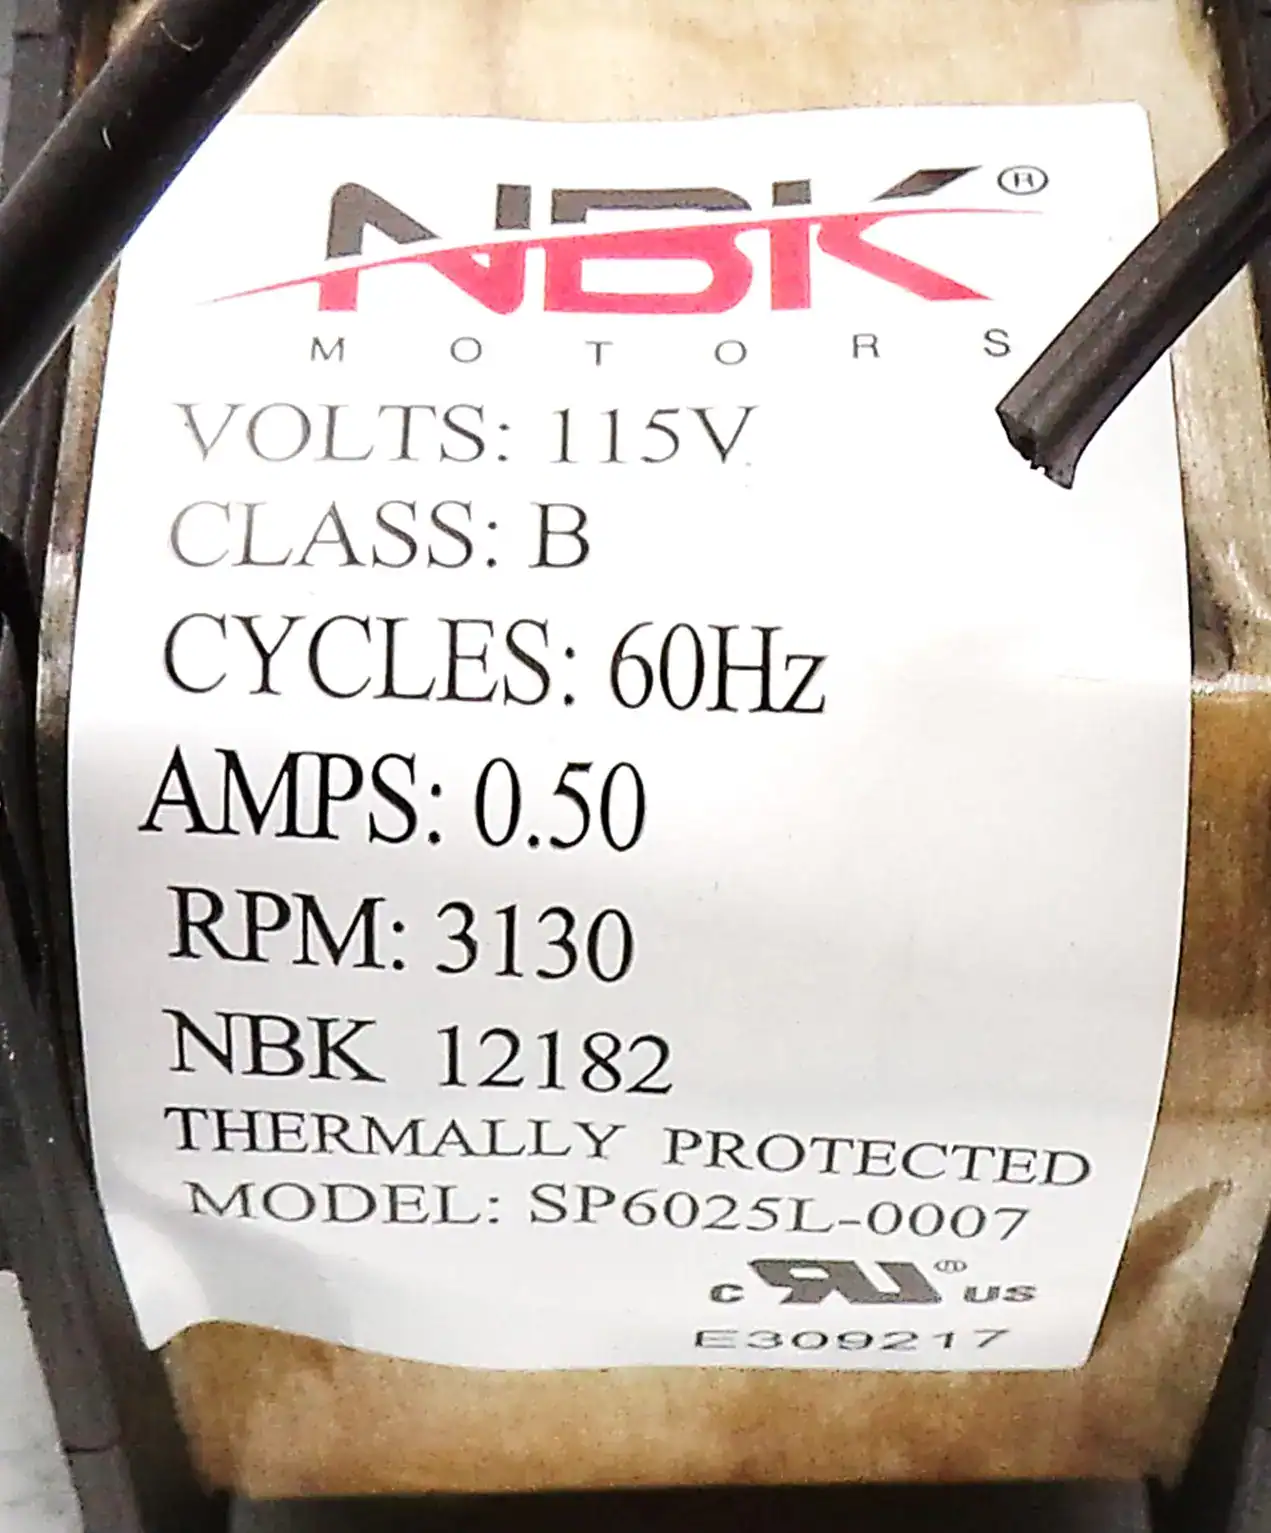 NBK®
MOTORS
VOLTS: 115V
CLASS: B
CYCLES: 60Hz
AMPS: 0.50
RPM: 3130
NBK 12182
THERMALLY PROTECTED
MODEL: SP6025L-0007
c RU® US
E309217